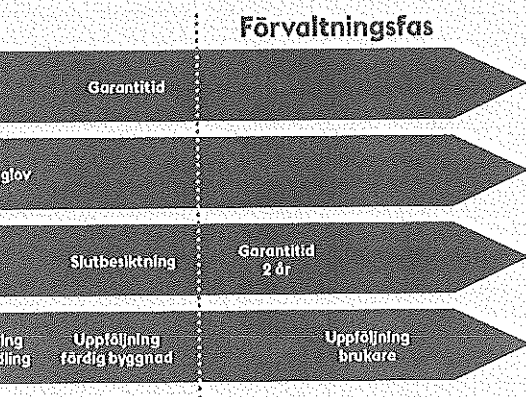 Förvaltningsfas
Garantitid
glov
Slutbesiktning
Garantitid
2 år
Uppföljning
färdig byggnad
Uppföljning
brukare